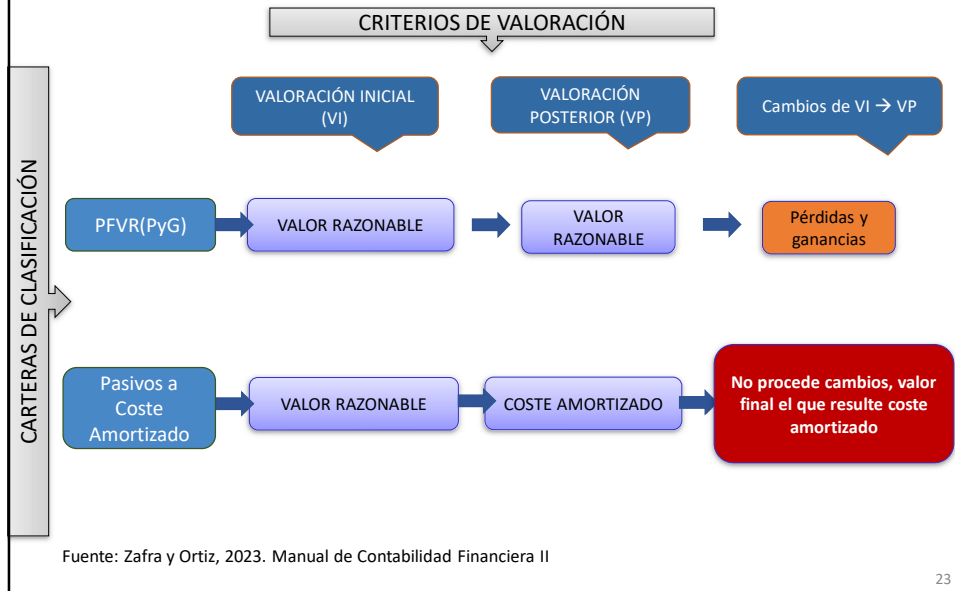 CRITERIOS DE VALORACIÓN
CARTERAS DE CLASIFICACIÓN
VALORACIÓN INICIAL
(VI)
VALORACIÓN
POSTERIOR (VP)
Cambios de VI → VP
PFVR(PyG)
VALOR RAZONABLE
VALOR
RAZONABLE
Pérdidas y
ganancias
Pasivos a
Coste
Amortizado
VALOR RAZONABLE
COSTE AMORTIZADO
No procede cambios, valor
final el que resulte coste
amortizado
Fuente: Zafra y Ortiz, 2023. Manual de Contabilidad Financiera II
23